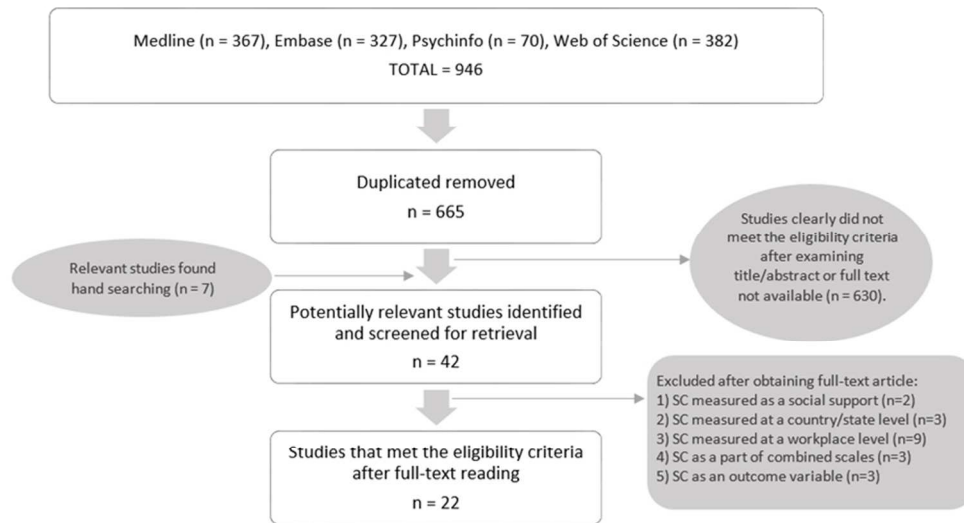 Medline (n = 367), Embase (n = 327), Psychinfo (n = 70), Web of Science (n = 382)
TOTAL = 946
Duplicated removed
n = 665
Studies clearly did not
meet the eligibility criteria
after examining
title/abstract or full text
not available (n = 630).
Relevant studies found
hand searching (n = 7)
Potentially relevant studies identified
and screened for retrieval
n = 42
Excluded after obtaining full-text article:
1) SC measured as a social support (n=2)
2) SC measured at a country/state level (n=3)
3) SC measured at a workplace level (n=9)
4) SC as a part of combined scales (n=3)
5) SC as an outcome variable (n=3)
Studies that met the eligibility criteria
after full-text reading
n = 22